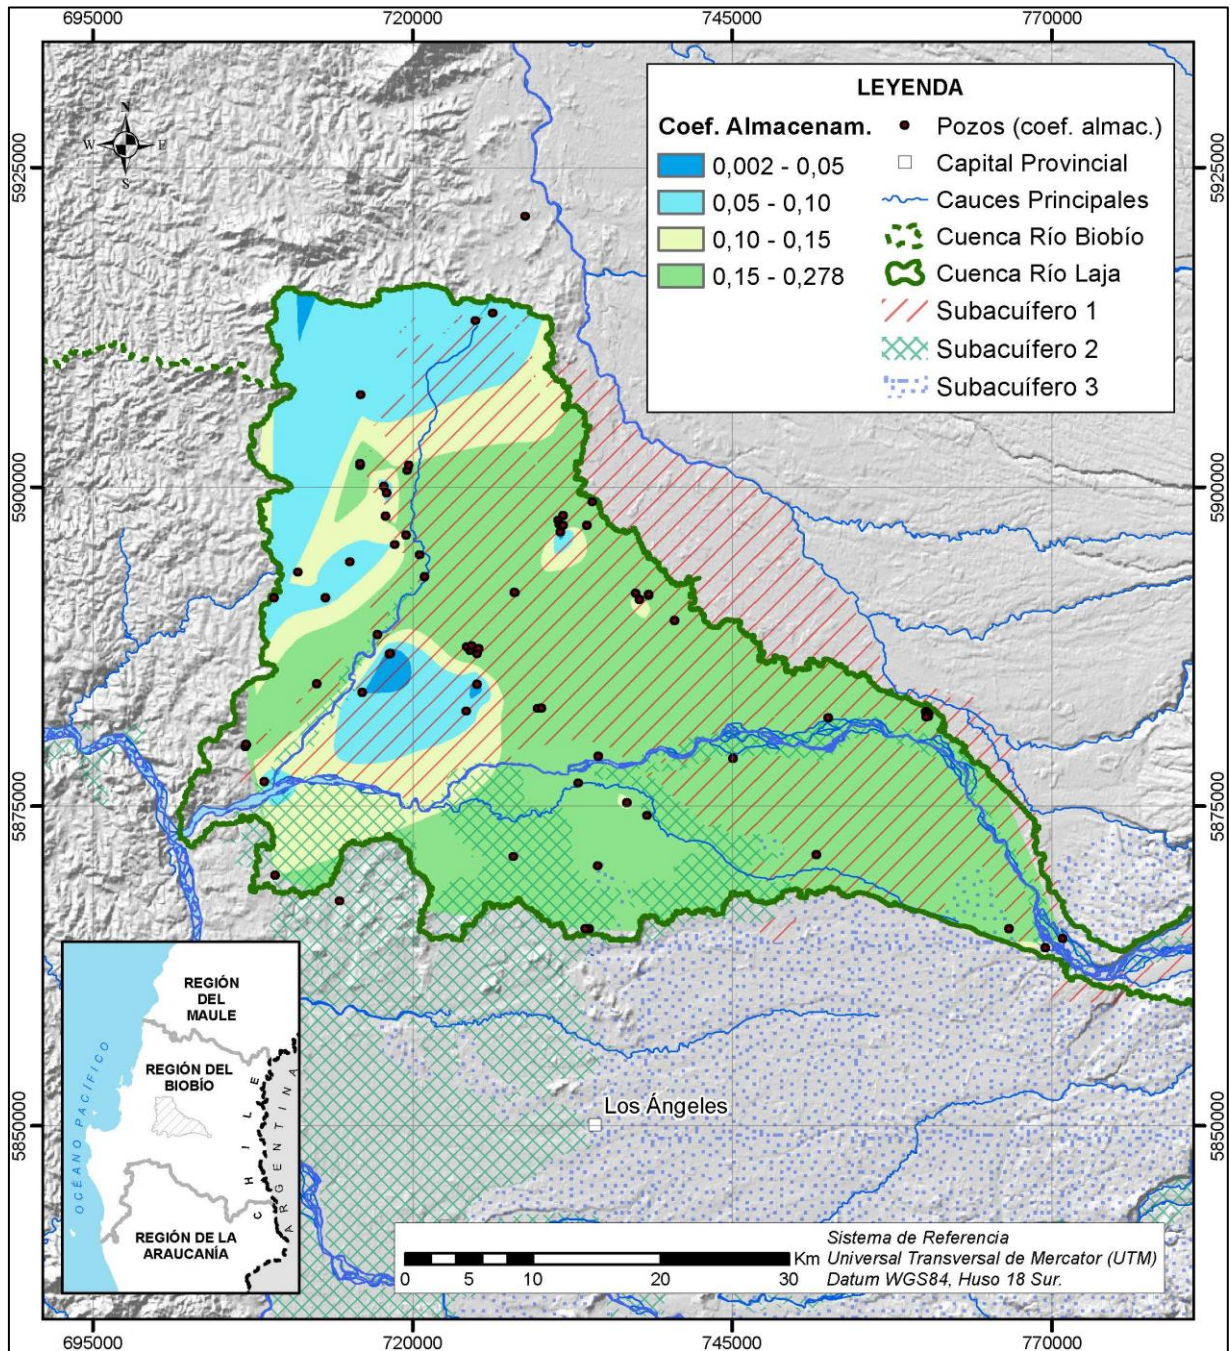 695000 720000 745000 770000
LEYENDA
Coef. Almacenam.
0,002 - 0,05
0,05 - 0,10
0,10 - 0,15
0,15 - 0,278
Pozos (coef. almac.)
Capital Provincial
Cauces Principales
Cuenca Río Biobío
Cuenca Río Laja
Subacuífero 1
Subacuífero 2
Subacuífero 3
N
W E
S
5925000 5925000
5900000 5900000
5875000 5875000
5850000 5850000
Los Ángeles
REGIÓN
DEL
MAULE
REGIÓN DEL
BIOBÍO
REGIÓN DE LA
ARAUCANÍA
OCÉANO PACÍFICO
CHILE
ARGENTINA
0 5 10 20 30 Km
Sistema de Referencia
Universal Transversal de Mercator (UTM)
Datum WGS84, Huso 18 Sur.
695000 720000 745000 770000